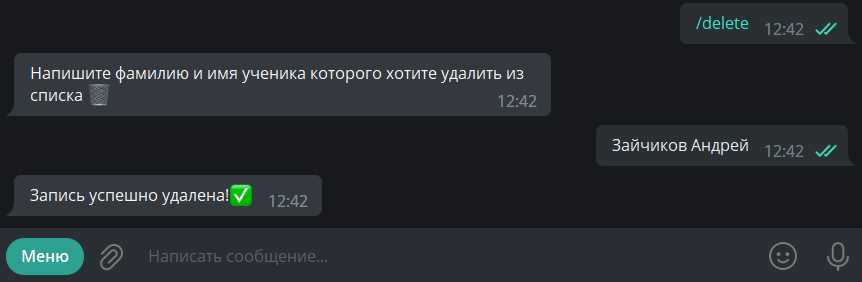 /delete 12:42
Напишите фамилию и имя ученика которого хотите удалить из
списка 🗑️
12:42
Зайчиков Андрей 12:42
Запись успешно удалена!✅ 12:42
Меню Написать сообщение...